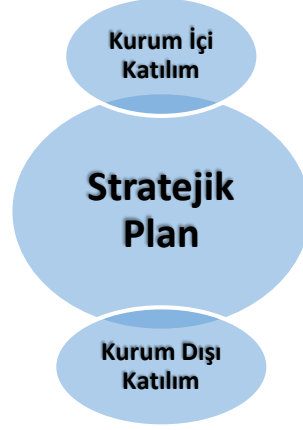 Kurum İçi
Katılım
Stratejik
Plan
Kurum Dışı
Katılım